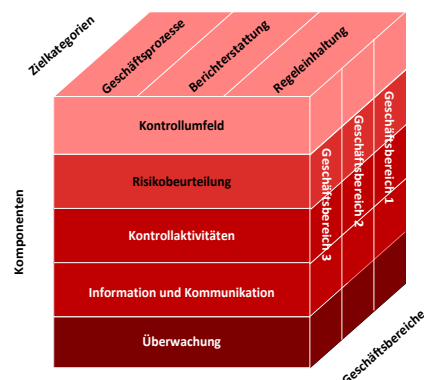 Zielkategorien
Geschäftsprozesse
Berichterstattung
Regeleinhaltung
Komponenten
Kontrollumfeld
Risikobeurteilung
Kontrollaktivitäten
Information und Kommunikation
Überwachung
Geschäftsbereich 3
Geschäftsbereich 2
Geschäftsbereich 1
Geschäftsbereiche